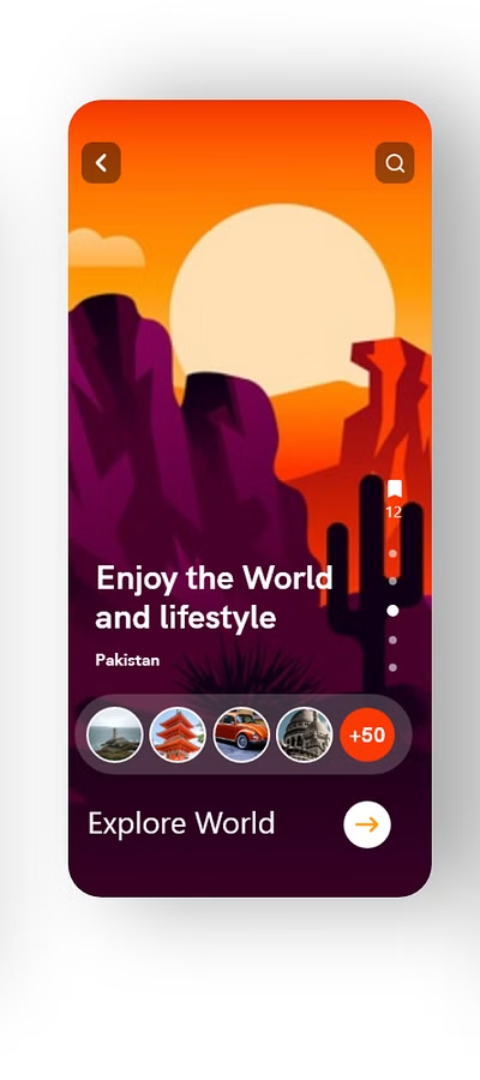 12
Enjoy the World
and lifestyle
Pakistan
+50
Explore World